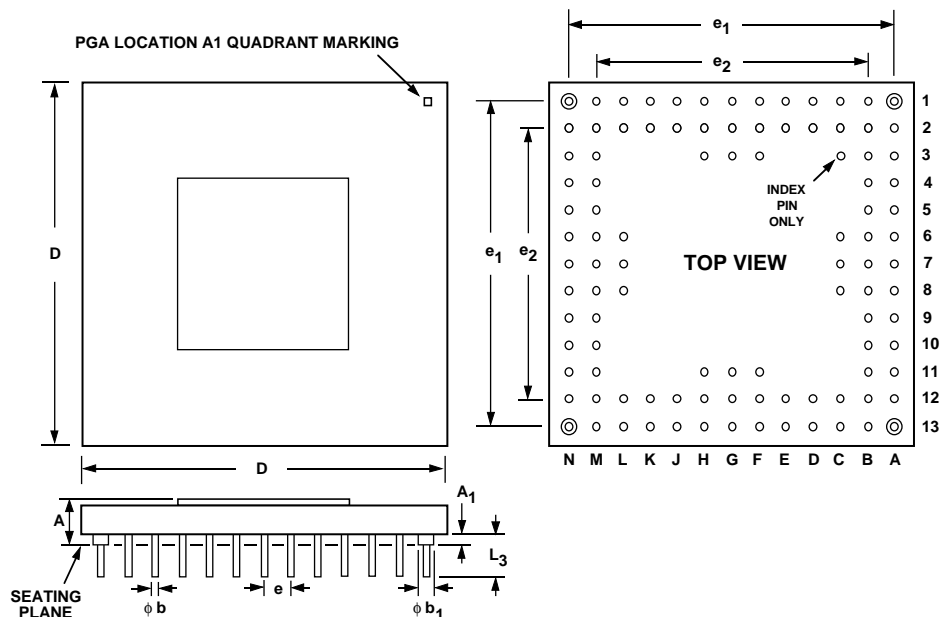 PGA LOCATION A1 QUADRANT MARKING
D
D
A
A1
L3
SEATING
PLANE
ϕ b
e
ϕ b1
e1
e2
e1
e2
INDEX
PIN
ONLY
TOP VIEW
1
2
3
4
5
6
7
8
9
10
11
12
13
N M L K J H G F E D C B A